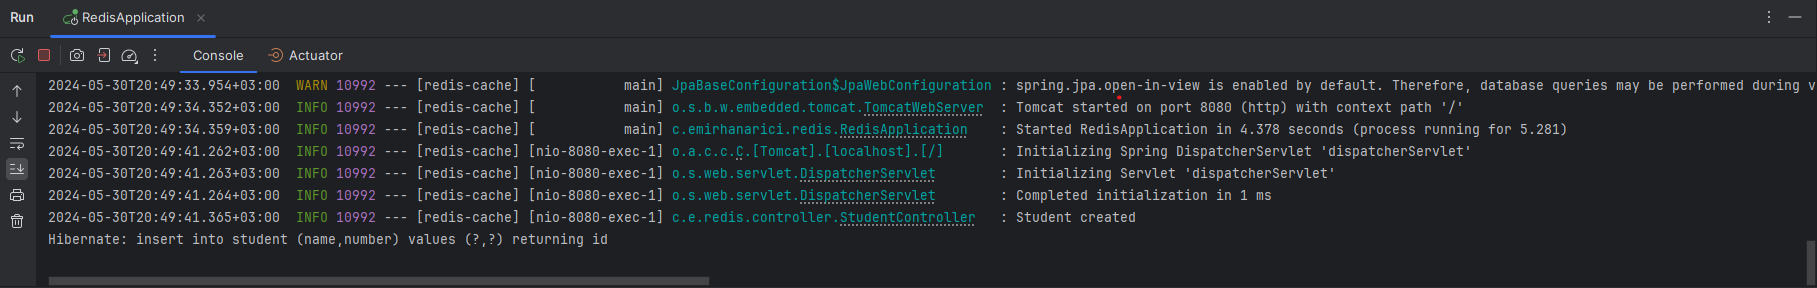 Run RedisApplication
Console Actuator
2024-05-30T20:49:33.954+03:00  WARN 10992 --- [redis-cache] [           main] JpaBaseConfiguration$JpaWebConfiguration : spring.jpa.open-in-view is enabled by default. Therefore, database queries may be performed during v
2024-05-30T20:49:34.352+03:00  INFO 10992 --- [redis-cache] [           main] o.s.b.w.embedded.tomcat.TomcatWebServer  : Tomcat started on port 8080 (http) with context path '/'
2024-05-30T20:49:34.359+03:00  INFO 10992 --- [redis-cache] [           main] c.emirhanarici.redis.RedisApplication    : Started RedisApplication in 4.378 seconds (process running for 5.281)
2024-05-30T20:49:41.262+03:00  INFO 10992 --- [redis-cache] [nio-8080-exec-1] o.a.c.c.C.[Tomcat].[localhost].[/]       : Initializing Spring DispatcherServlet 'dispatcherServlet'
2024-05-30T20:49:41.263+03:00  INFO 10992 --- [redis-cache] [nio-8080-exec-1] o.s.web.servlet.DispatcherServlet        : Initializing Servlet 'dispatcherServlet'
2024-05-30T20:49:41.264+03:00  INFO 10992 --- [redis-cache] [nio-8080-exec-1] o.s.web.servlet.DispatcherServlet        : Completed initialization in 1 ms
2024-05-30T20:49:41.365+03:00  INFO 10992 --- [redis-cache] [nio-8080-exec-1] c.e.redis.controller.StudentController   : Student created
Hibernate: insert into student (name,number) values (?,?) returning id